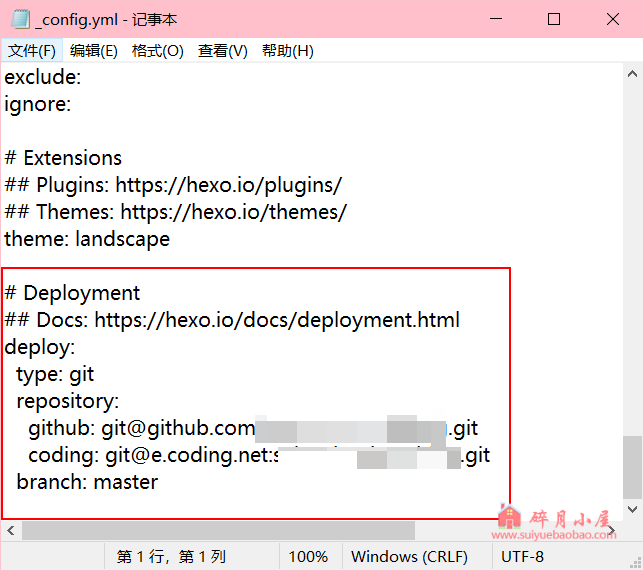 _config.yml - 记事本
文件(F) 编辑(E) 格式(O) 查看(V) 帮助(H)
exclude:
ignore:
# Extensions
## Plugins: https://hexo.io/plugins/
## Themes: https://hexo.io/themes/
theme: landscape
# Deployment
## Docs: https://hexo.io/docs/deployment.html
deploy:
type: git
repository:
github: git@github.com .git
coding: git@e.coding.net: .git
branch: master
碎月小屋
www.suiyuebaobao.com
第 1 行，第 1 列 100% Windows (CRLF) UTF-8